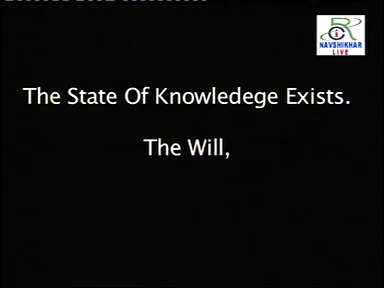 NAVSHIKHAR
LIVE
The State Of Knowledege Exists.
The Will,